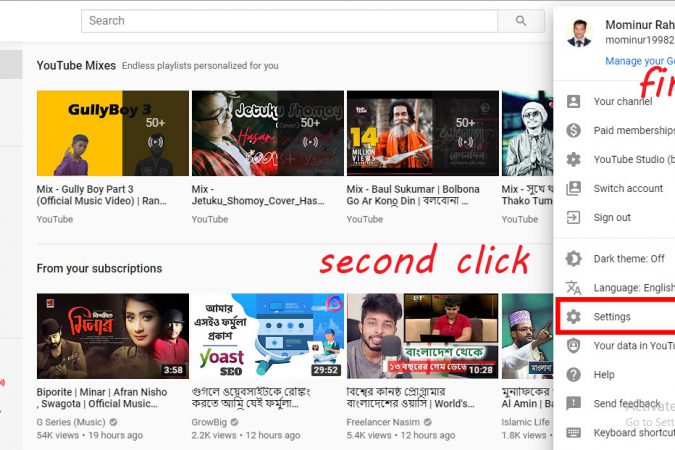 Search
Mominur Rah
mominur19982
Manage your Go
fir
YouTube Mixes Endless playlists personalized for you
GullyBoy 3
50+
Jetuku Shomoy
(Cover)
Hasan
50+
14
MILLION
VIEWS
50+
Mix - Gully Boy Part 3
(Official Music Video) | Ran...
YouTube
Mix -
Jetuku_Shomoy_Cover_Has...
YouTube
Mix - Baul Sukumar | Bolbona
Go Ar Kono Din | বলবোনা ...
YouTube
Mix - সুখে থ
Thako Tum
YouTube
Your channel
Paid memberships
YouTube Studio (b
Switch account
Sign out
Dark theme: Off
Language: English
Settings
Your data in YouT
Help
Send feedback
Keyboard shortcut
second click
From your subscriptions
মিনার
3:58
আমার
এসইও ফর্মুলা
প্রকাশ
yoast
SEO
29:52
বাংলাদেশ থেকে
১৩ বছরের গেম ডেভে
10:28
মাওলান
Biporite | Minar | Afran Nisho
, Swagota | Official Music...
G Series (Music)
54K views • 19 hours ago
গুগলে ওয়েবসাইটকে রেঙ্কিং
করতে আমি যেই ফর্মুলা...
GrowBig
2.2K views • 12 hours ago
বিশ্বের কনিষ্ঠ প্রোগ্রামার
বাংলাদেশের ওয়াসি | World's...
Freelancer Nasim
5.4K views • 12 hours ago
মুনাফিকের
Al Amin | Ba
Islamic Life
1.8K views •
Activate
Go to Sett